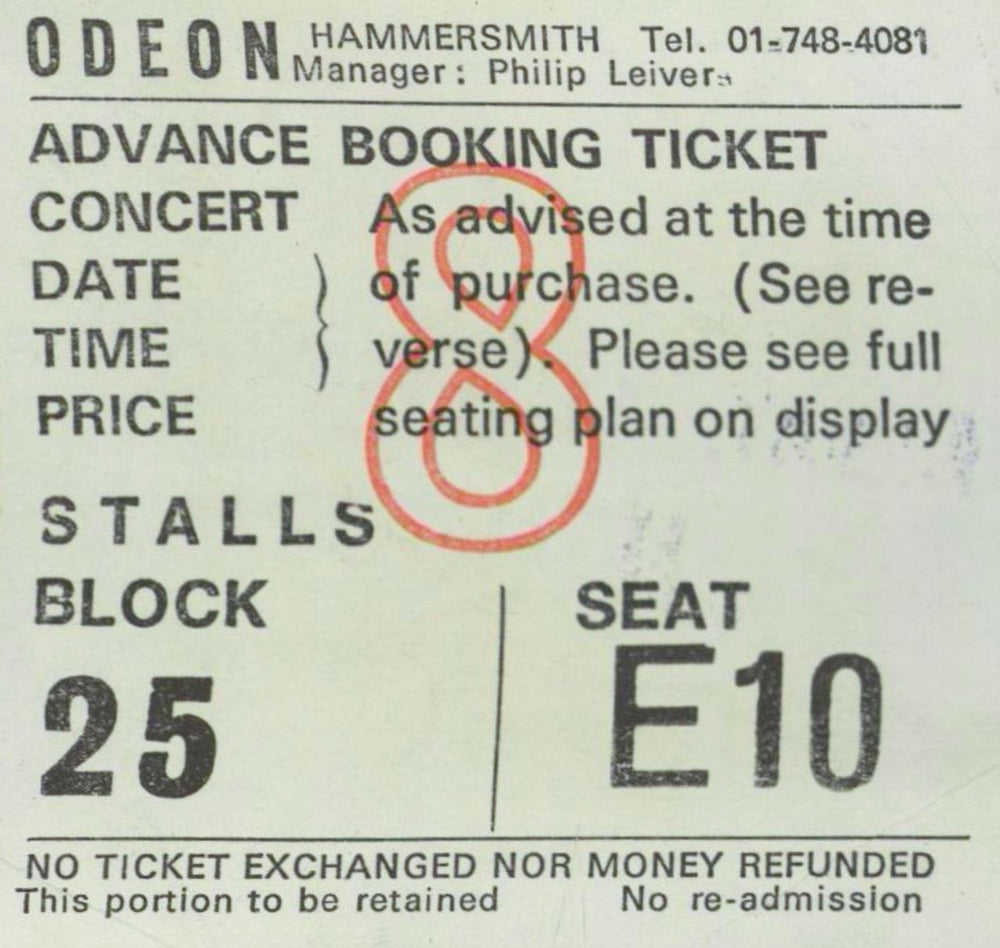 ODEON HAMMERSMITH Tel. 01-748-4081
Manager: Philip Leivers
ADVANCE BOOKING TICKET
CONCERT As advised at the time
DATE of purchase. (See re-
TIME verse). Please see full
PRICE seating plan on display
8
STALLS
BLOCK SEAT
25 E10
NO TICKET EXCHANGED NOR MONEY REFUNDED
This portion to be retained No re-admission